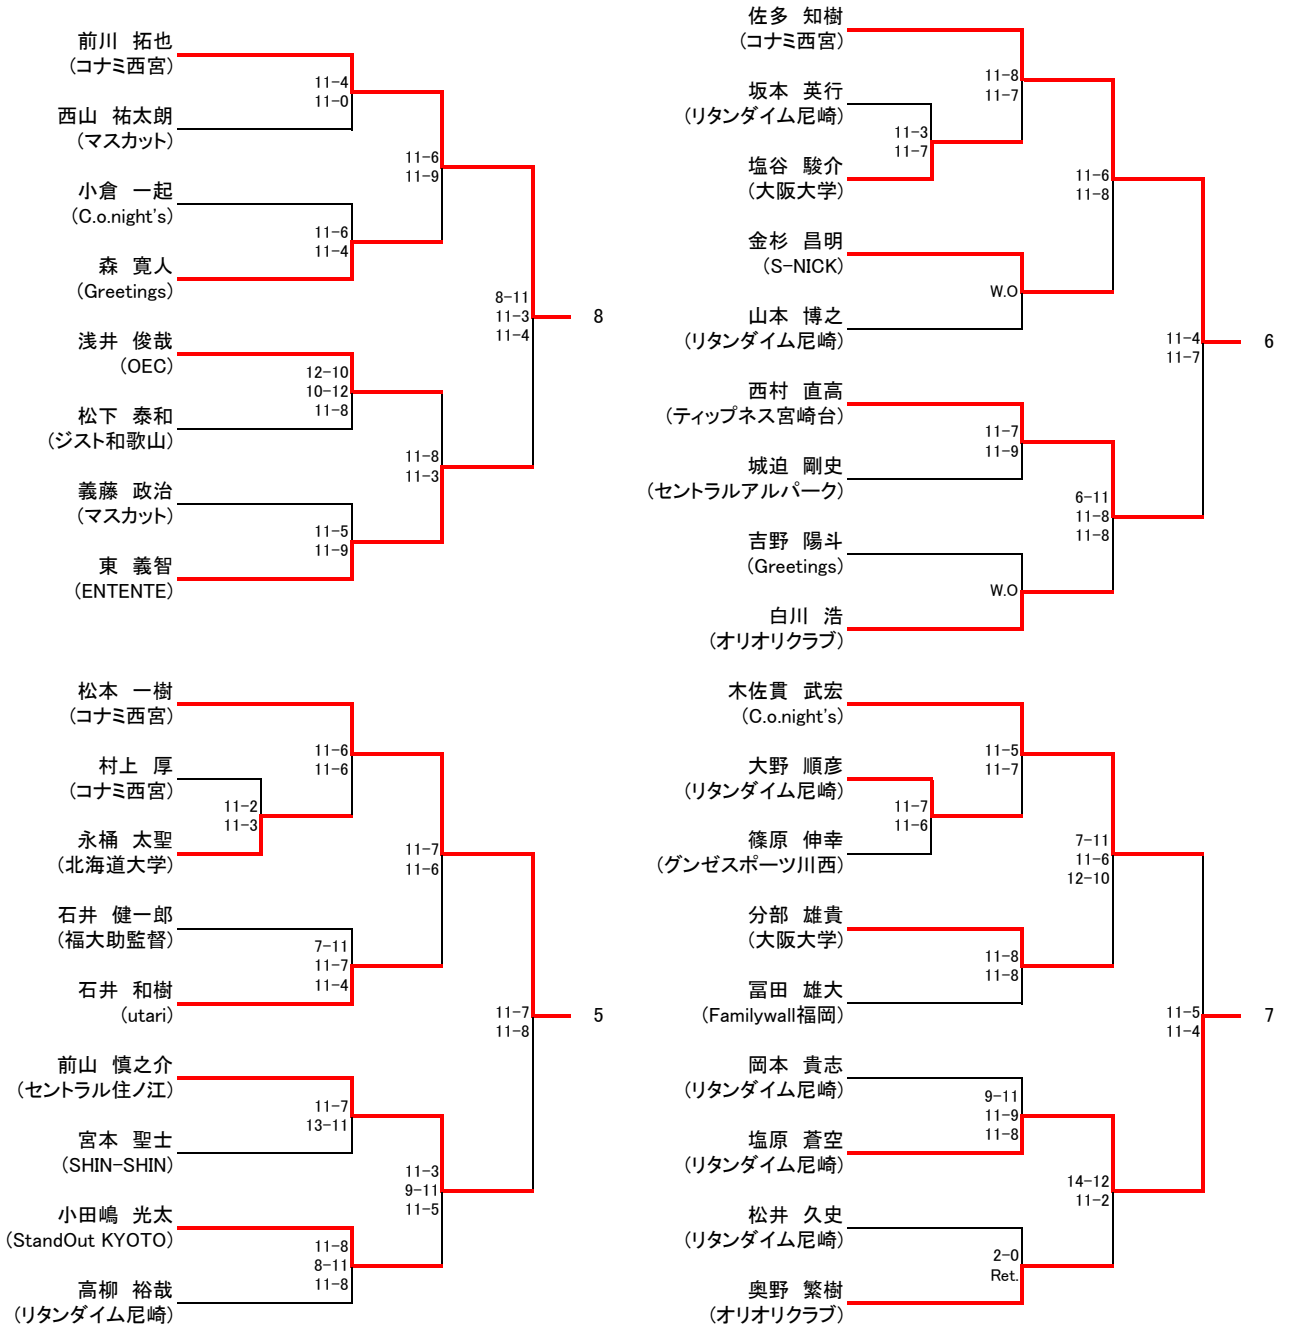 前川 拓也
(コナミ西宮)
11-4
11-0
西山 祐太朗
(マスカット)
11-6
11-9
小倉 一起
(C.o.night's)
11-6
11-4
森 寛人
(Greetings)
8-11
11-3
11-4
8
浅井 俊哉
(OEC)
12-10
10-12
11-8
松下 泰和
(ジスト和歌山)
11-8
11-3
義藤 政治
(マスカット)
11-5
11-9
東 義智
(ENTENTE)
佐多 知樹
(コナミ西宮)
11-8
11-7
坂本 英行
(リタンダイム尼崎)
11-3
11-7
塩谷 駿介
(大阪大学)
11-6
11-8
金杉 昌明
(S-NICK)
W.O
山本 博之
(リタンダイム尼崎)
11-4
11-7
6
西村 直高
(ティップネス宮崎台)
11-7
11-9
城迫 剛史
(セントラルアルパーク)
6-11
11-8
11-8
吉野 陽斗
(Greetings)
W.O
白川 浩
(オリオリクラブ)
松本 一樹
(コナミ西宮)
11-6
11-6
村上 厚
(コナミ西宮)
11-2
11-3
永桶 太聖
(北海道大学)
11-7
11-6
石井 健一郎
(福大助監督)
7-11
11-7
11-4
石井 和樹
(utari)
11-7
11-8
5
前山 慎之介
(セントラル住ノ江)
11-7
13-11
宮本 聖士
(SHIN-SHIN)
11-3
9-11
11-5
小田嶋 光太
(StandOut KYOTO)
11-8
8-11
11-8
高柳 裕哉
(リタンダイム尼崎)
木佐貫 武宏
(C.o.night's)
11-5
11-7
大野 順彦
(リタンダイム尼崎)
11-7
11-6
篠原 伸幸
(グンゼスポーツ川西)
7-11
11-6
12-10
分部 雄貴
(大阪大学)
11-8
11-8
冨田 雄大
(Familywall福岡)
11-5
11-4
7
岡本 貴志
(リタンダイム尼崎)
9-11
11-9
11-8
塩原 蒼空
(リタンダイム尼崎)
14-12
11-2
松井 久史
(リタンダイム尼崎)
2-0
Ret.
奥野 繁樹
(オリオリクラブ)